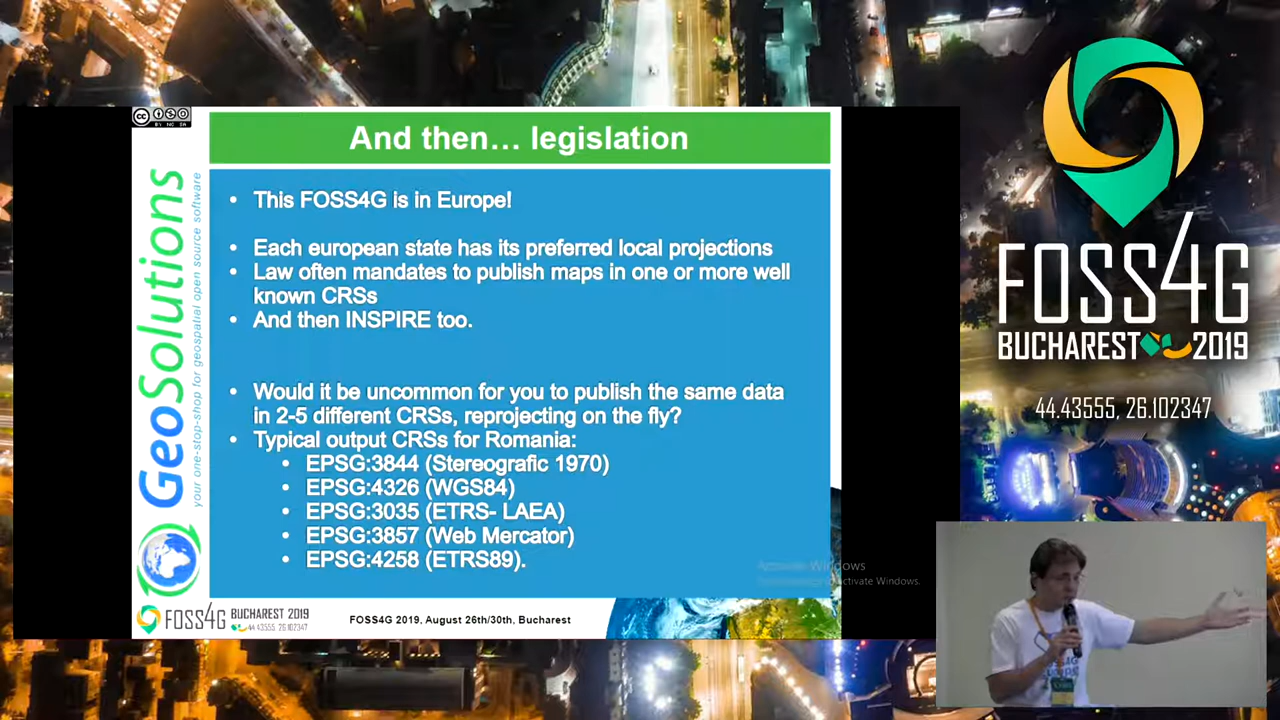 And then… legislation
GeoSolutions
your one-stop-shop for geospatial open source software
• This FOSS4G is in Europe!
• Each european state has its preferred local projections
• Law often mandates to publish maps in one or more well
known CRSs
• And then INSPIRE too.
• Would it be uncommon for you to publish the same data
in 2-5 different CRSs, reprojecting on the fly?
• Typical output CRSs for Romania:
• EPSG:3844 (Stereografic 1970)
• EPSG:4326 (WGS84)
• EPSG:3035 (ETRS- LAEA)
• EPSG:3857 (Web Mercator)
• EPSG:4258 (ETRS89).
Activate Windows
FOSS4G BUCHAREST 2019
44.43555, 26.102347
FOSS4G 2019, August 26th/30th, Bucharest
FOSS4G
BUCHAREST 2019
44.43555, 26.102347